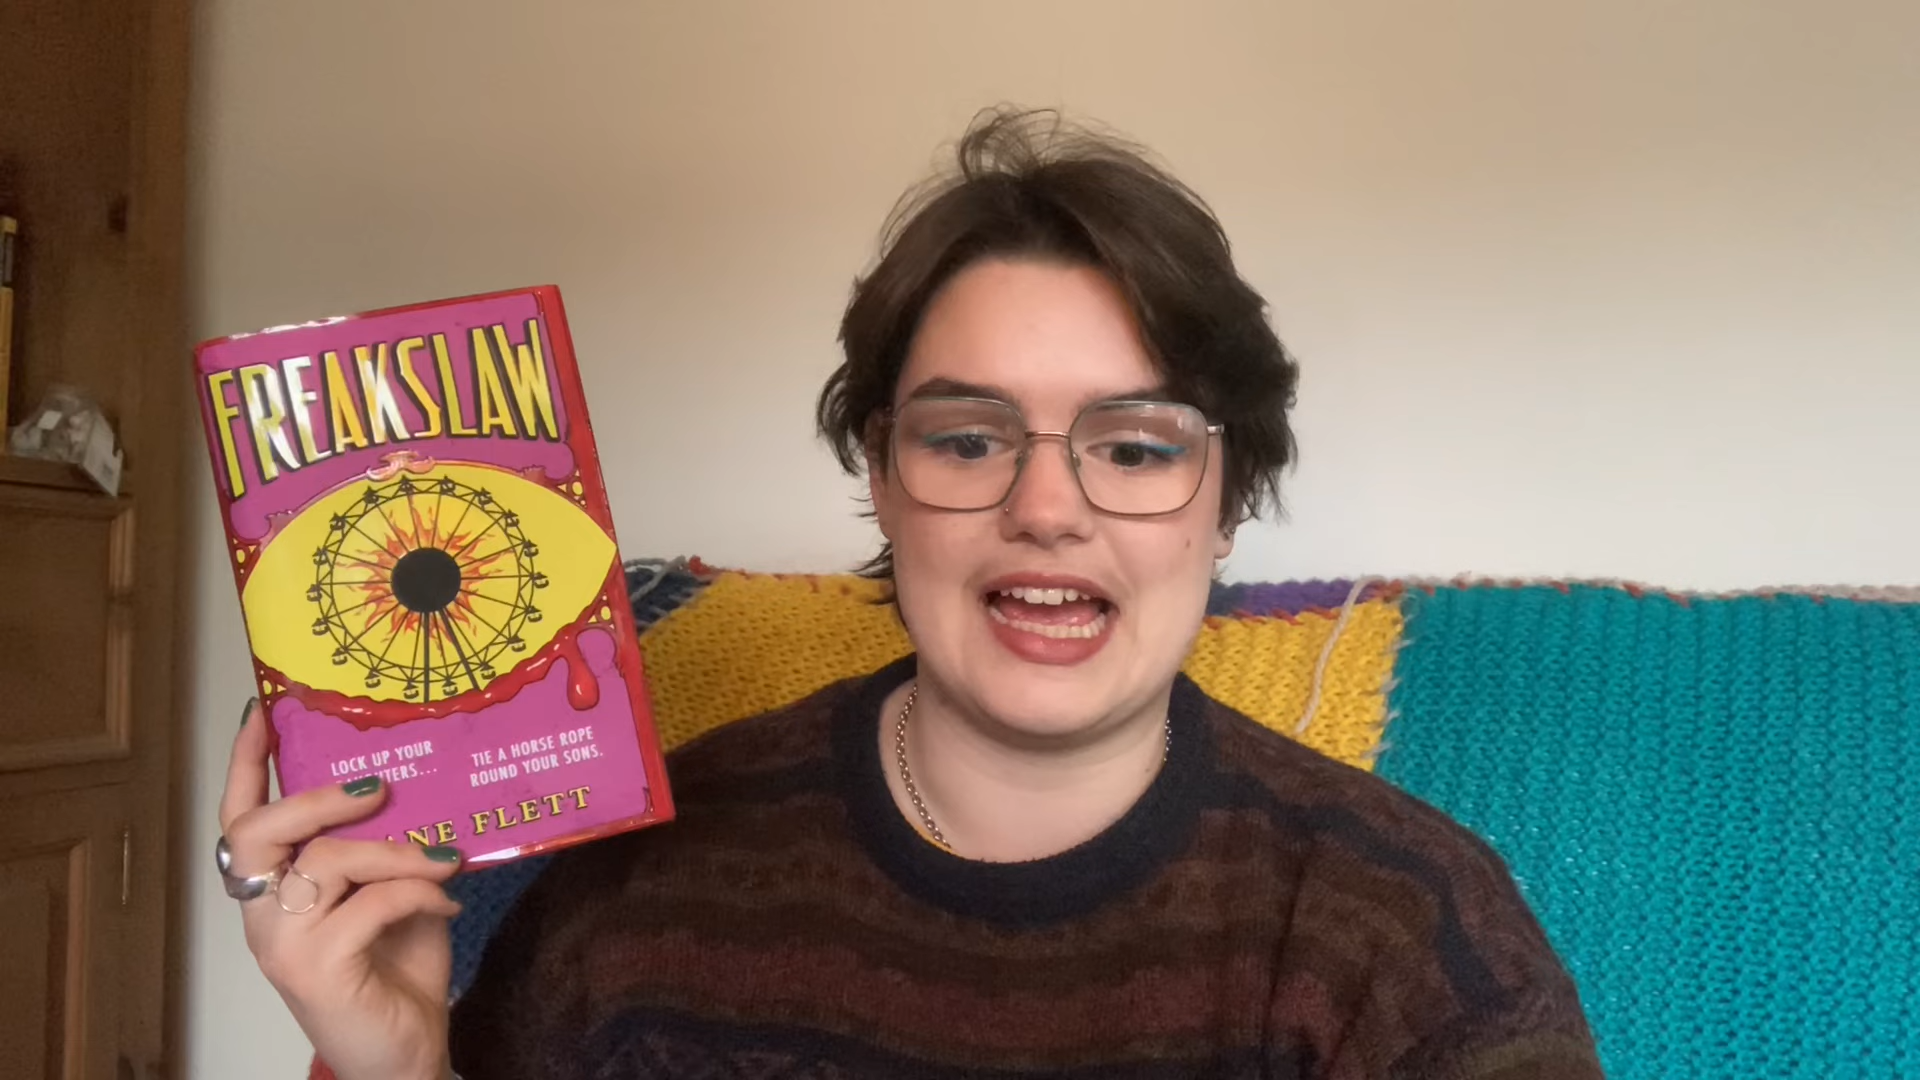 FREAKSLAW
LOCK UP YOUR
TIE A HORSE ROPE
ROUND YOUR SONS.
FLETT